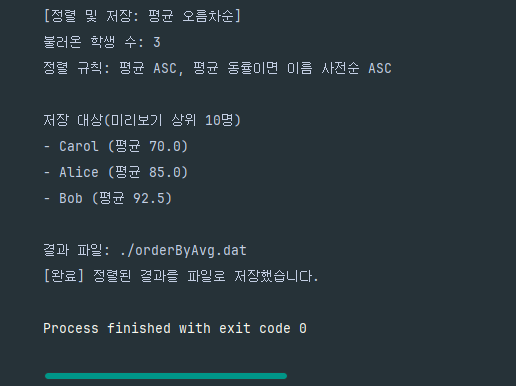 [정렬 및 저장: 평균 오름차순]
불러온 학생 수: 3
정렬 규칙: 평균 ASC, 평균 동률이면 이름 사전순 ASC
저장 대상(미리보기 상위 10명)
- Carol (평균 70.0)
- Alice (평균 85.0)
- Bob (평균 92.5)
결과 파일: ./orderByAvg.dat
[완료] 정렬된 결과를 파일로 저장했습니다.
Process finished with exit code 0